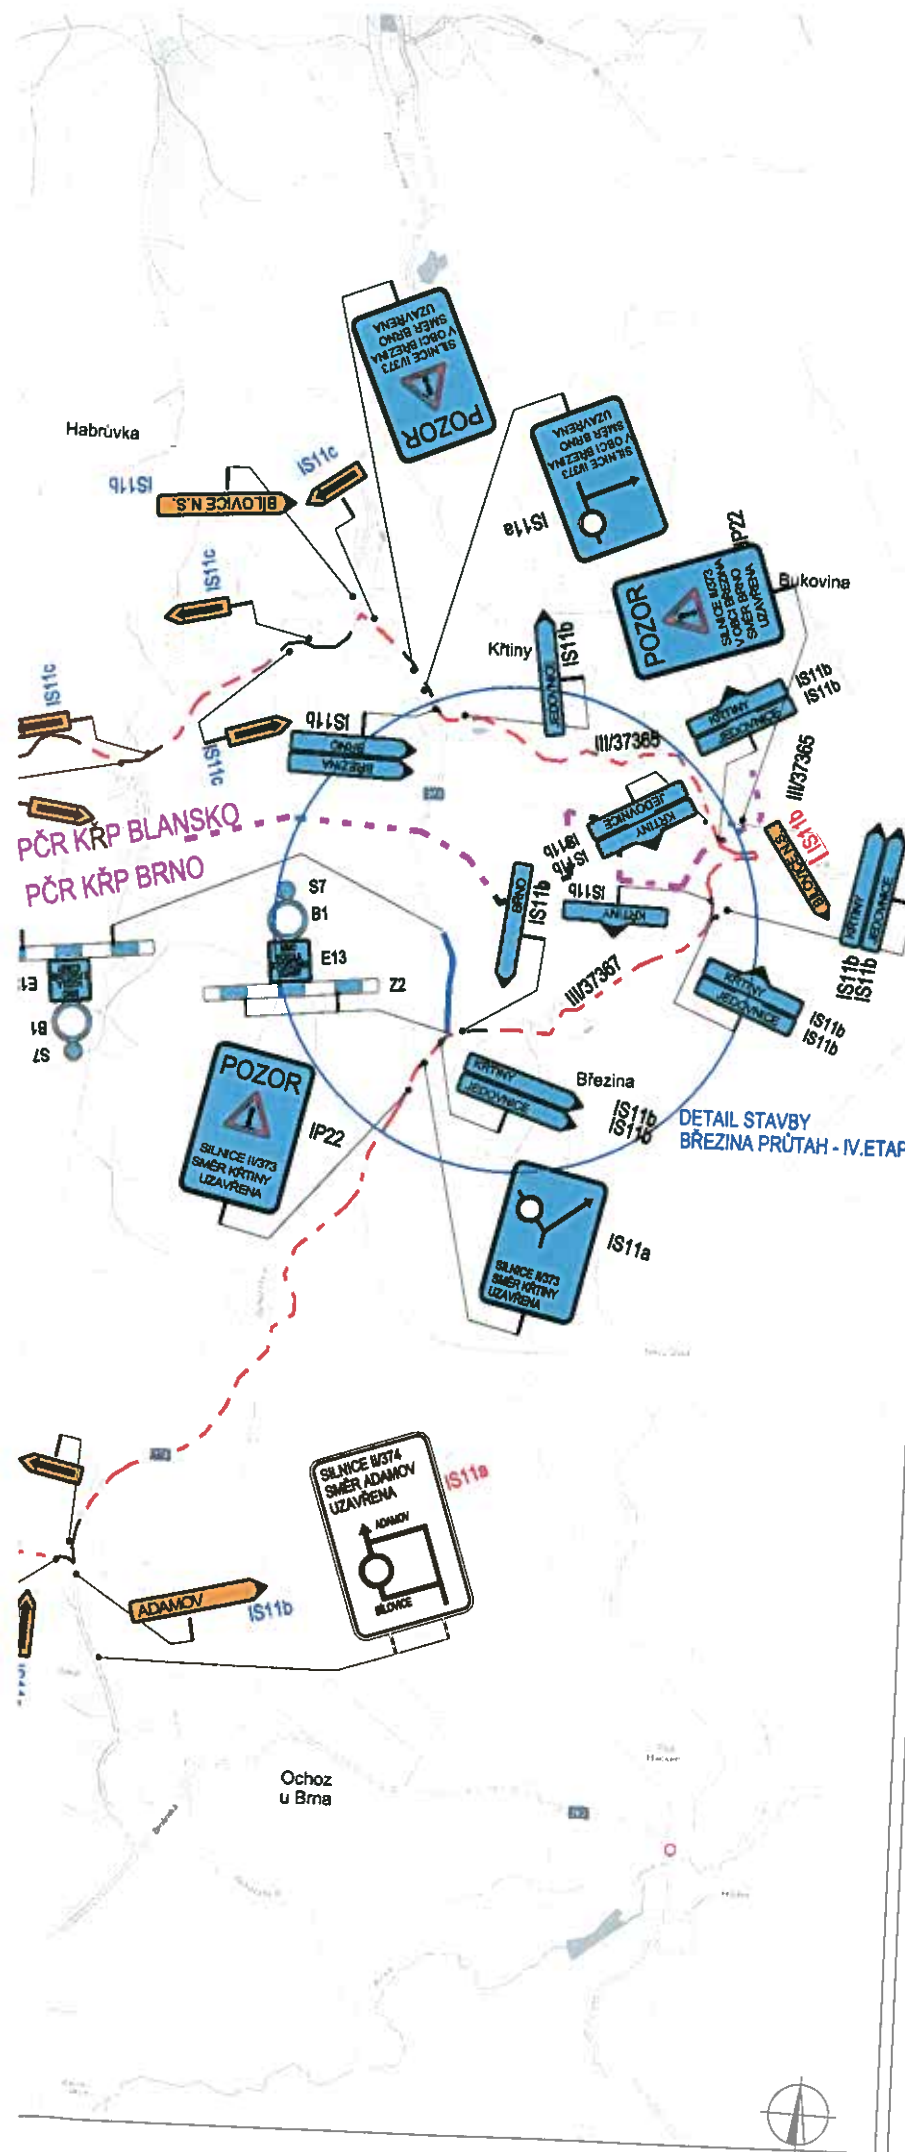 SILNICE II/373
V OBCI BŘEZINA
SMĚR BRNO
UZAVŘENA
POZOR
Habrůvka
IS11c
IS11b
BÍLOVICE N.S.
SILNICE II/373
V OBCI BŘEZINA
SMĚR BRNO
UZAVŘENA
IS11a
IS11c
IP22
POZOR
SILNICE II/373
V OBCI BŘEZINA
SMĚR BRNO
UZAVŘENA
Bukovina
Křtiny
JEDOVNICE
IS11b
IS11c
IS11b
IS11b
KŘTINY
JEDOVNICE
IS11b
BRNO
BŘEZINA
IS11c
III/37365
III/37365
KŘTINY
JEDOVNICE
IS11b
IS11b
IS11b
BÍLOVICE N.S.
PČR KŘP BLANSKO
PČR KŘP BRNO
S7
B1
E13
Z2
BRNO
IS11b
KŘTINY
IS11b
KŘTINY
JEDOVNICE
IS11b
IS11b
B1
S7
III/37367
KŘTINY
JEDOVNICE
IS11b
IS11b
POZOR
SILNICE II/373
SMĚR KŘTINY
UZAVŘENA
IP22
KŘTINY
JEDOVNICE
Březina
IS11b
IS11b
DETAIL STAVBY
BŘEZINA PRŮTAH - IV.ETAP
SILNICE II/373
SMĚR KŘTINY
UZAVŘENA
IS11a
SILNICE II/374
SMĚR ADAMOV
UZAVŘENA
ADAMOV
BÍLOVICE
IS11a
ADAMOV
IS11b
Ochoz
u Brna